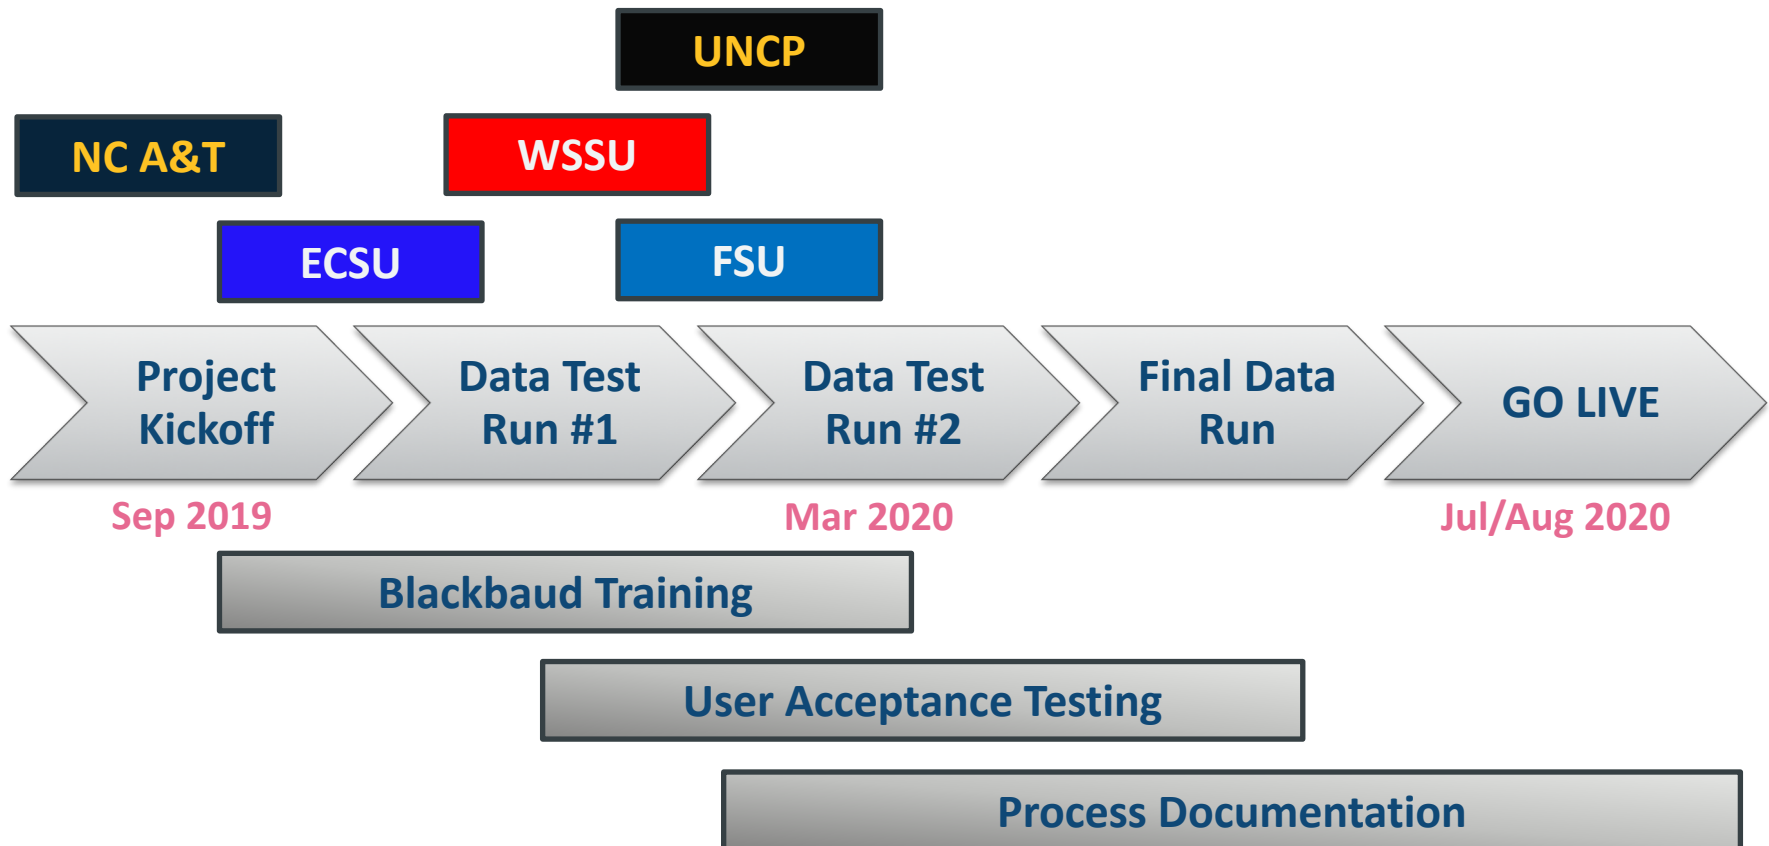 UNCP
NC A&T
WSSU
ECSU
FSU
Project
Kickoff
Data Test
Run #1
Data Test
Run #2
Final Data
Run
GO LIVE
Sep 2019
Mar 2020
Jul/Aug 2020
Blackbaud Training
User Acceptance Testing
Process Documentation